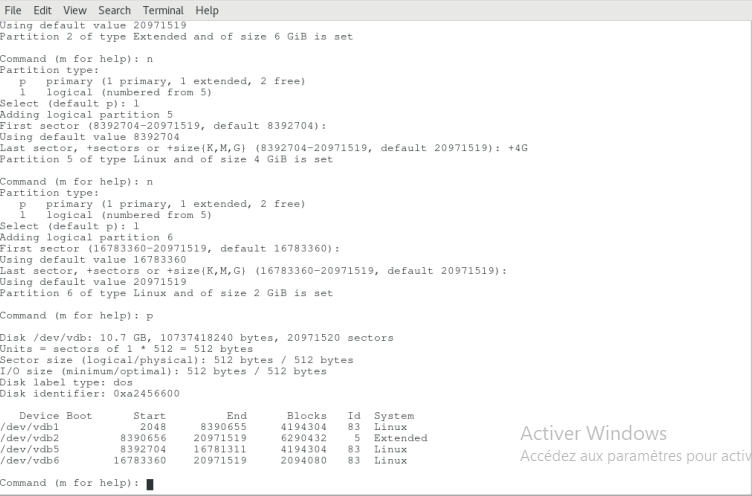 File Edit View Search Terminal Help
Using default value 20971519
Partition 2 of type Extended and of size 6 GiB is set
Command (m for help): n
Partition type:
p primary (1 primary, 1 extended, 2 free)
l logical (numbered from 5)
Select (default p): l
Adding logical partition 5
First sector (8392704-20971519, default 8392704):
Using default value 8392704
Last sector, +sectors or +size{K,M,G} (8392704-20971519, default 20971519): +4G
Partition 5 of type Linux and of size 4 GiB is set
Command (m for help): n
Partition type:
p primary (1 primary, 1 extended, 2 free)
l logical (numbered from 5)
Select (default p): l
Adding logical partition 6
First sector (16783360-20971519, default 16783360):
Using default value 16783360
Last sector, +sectors or +size{K,M,G} (16783360-20971519, default 20971519):
Using default value 20971519
Partition 6 of type Linux and of size 2 GiB is set
Command (m for help): p
Disk /dev/vdb: 10.7 GB, 10737418240 bytes, 20971520 sectors
Units = sectors of 1 * 512 = 512 bytes
Sector size (logical/physical): 512 bytes / 512 bytes
I/O size (minimum/optimal): 512 bytes / 512 bytes
Disk label type: dos
Disk identifier: 0xa2456600
Device Boot Start End Blocks Id System
/dev/vdb1 2048 8390655 4194304 83 Linux
/dev/vdb2 8390656 20971519 6290432 5 Extended
/dev/vdb5 8392704 16781311 4194304 83 Linux
/dev/vdb6 16783360 20971519 2094080 83 Linux
Command (m for help):
Activer Windows
Accédez aux paramètres pour activ